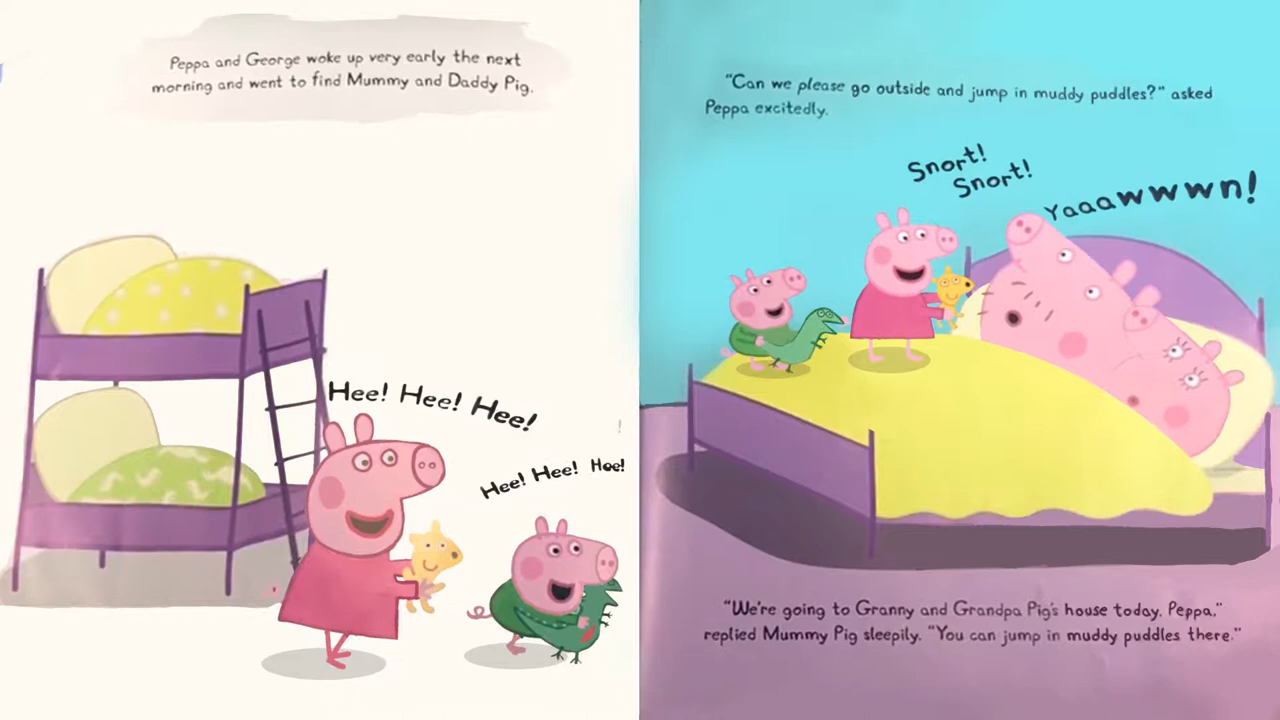 Peppa and George woke up very early the next
morning and went to find Mummy and Daddy Pig.
Hee! Hee! Hee!
Hee! Hee! Hee!
"Can we please go outside and jump in muddy puddles?" asked
Peppa excitedly.
Snort!
Snort!
Yaaawwwwn!
"We're going to Granny and Grandpa Pig's house today, Peppa,"
replied Mummy Pig sleepily. "You can jump in muddy puddles there."